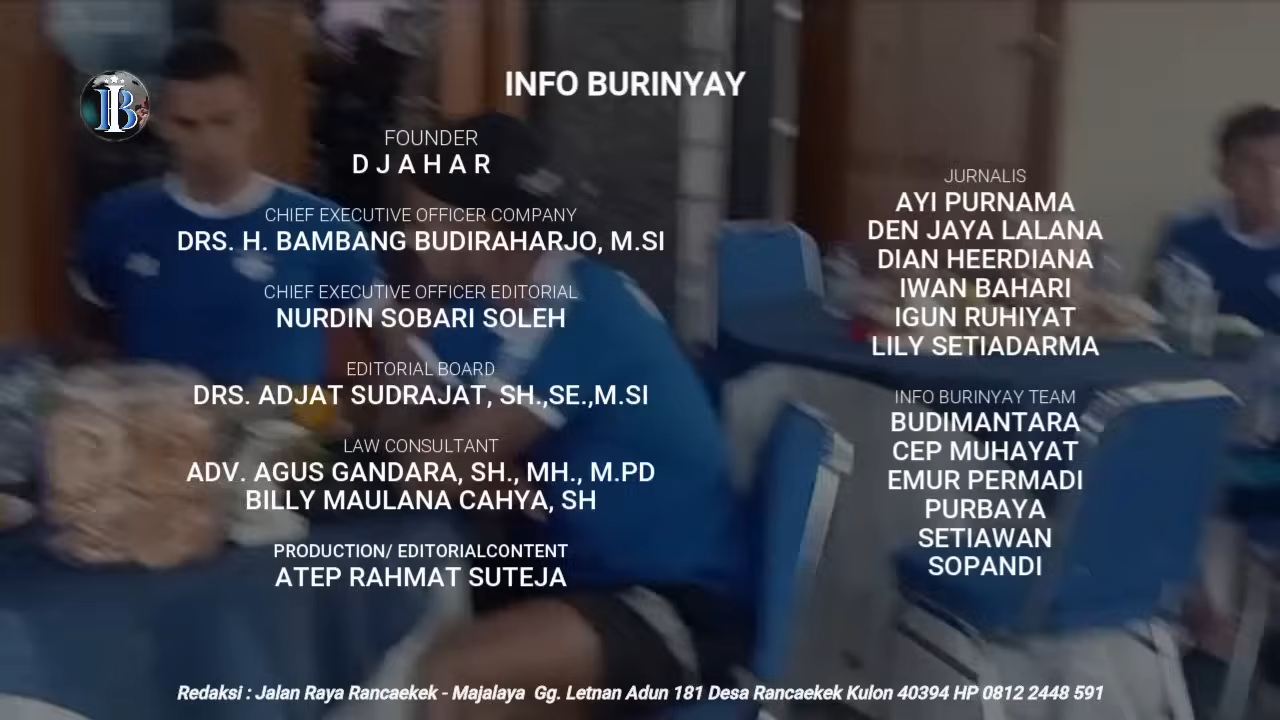 INFO BURINYAY
IB
FOUNDER
DJAHAR
CHIEF EXECUTIVE OFFICER COMPANY
DRS. H. BAMBANG BUDIRAHARJO, M.SI
CHIEF EXECUTIVE OFFICER EDITORIAL
NURDIN SOBARI SOLEH
EDITORIAL BOARD
DRS. ADJAT SUDRAJAT, SH.,SE.,M.SI
LAW CONSULTANT
ADV. AGUS GANDARA, SH., MH., M.PD
BILLY MAULANA CAHYA, SH
PRODUCTION/ EDITORIALCONTENT
ATEP RAHMAT SUTEJA
JURNALIS
AYI PURNAMA
DEN JAYA LALANA
DIAN HEERDIANA
IWAN BAHARI
IGUN RUHIYAT
LILY SETIADARMA
INFO BURINYAY TEAM
BUDIMANTARA
CEP MUHAYAT
EMUR PERMADI
PURBAYA
SETIAWAN
SOPANDI
Redaksi : Jalan Raya Rancaekek - Majalaya Gg. Letnan Adun 181 Desa Rancaekek Kulon 40394 HP 0812 2448 591